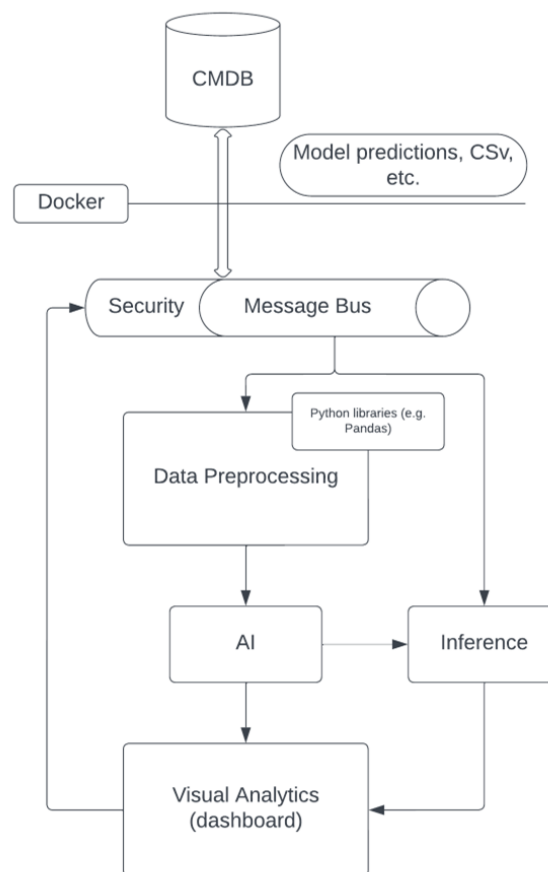 CMDB
Model predictions, CSv,
etc.
Docker
Security
Message Bus
Python libraries (e.g.
Pandas)
Data Preprocessing
AI
Inference
Visual Analytics
(dashboard)